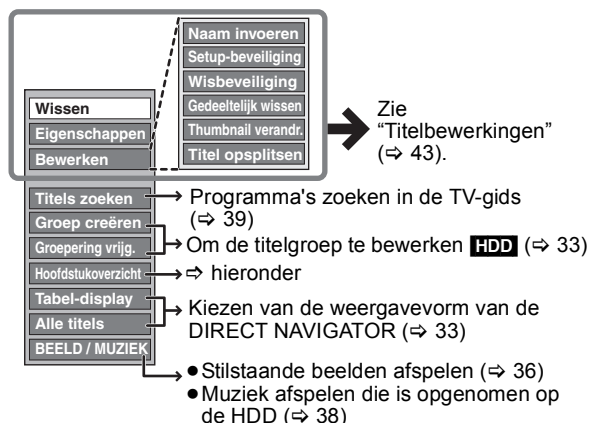 Naam invoeren
Setup-beveiliging
Wisbeveiliging
Gedeeltelijk wissen
Thumbnail verandr.
Titel opsplitsen
Zie
“Titelbewerkingen”
(⇨ 43).
Wissen
Eigenschappen
Bewerken
Titels zoeken
Programma's zoeken in de TV-gids
(⇨ 39)
Groep creëren
Groepering vrijg.
Om de titelgroep te bewerken HDD (⇨ 33)
Hoofdstukoverzicht
⇨ hieronder
Tabel-display
Alle titels
Kiezen van de weergavevorm van de
DIRECT NAVIGATOR (⇨ 33)
BEELD / MUZIEK
●Stilstaande beelden afspelen (⇨ 36)
●Muziek afspelen die is opgenomen op
de HDD (⇨ 38)